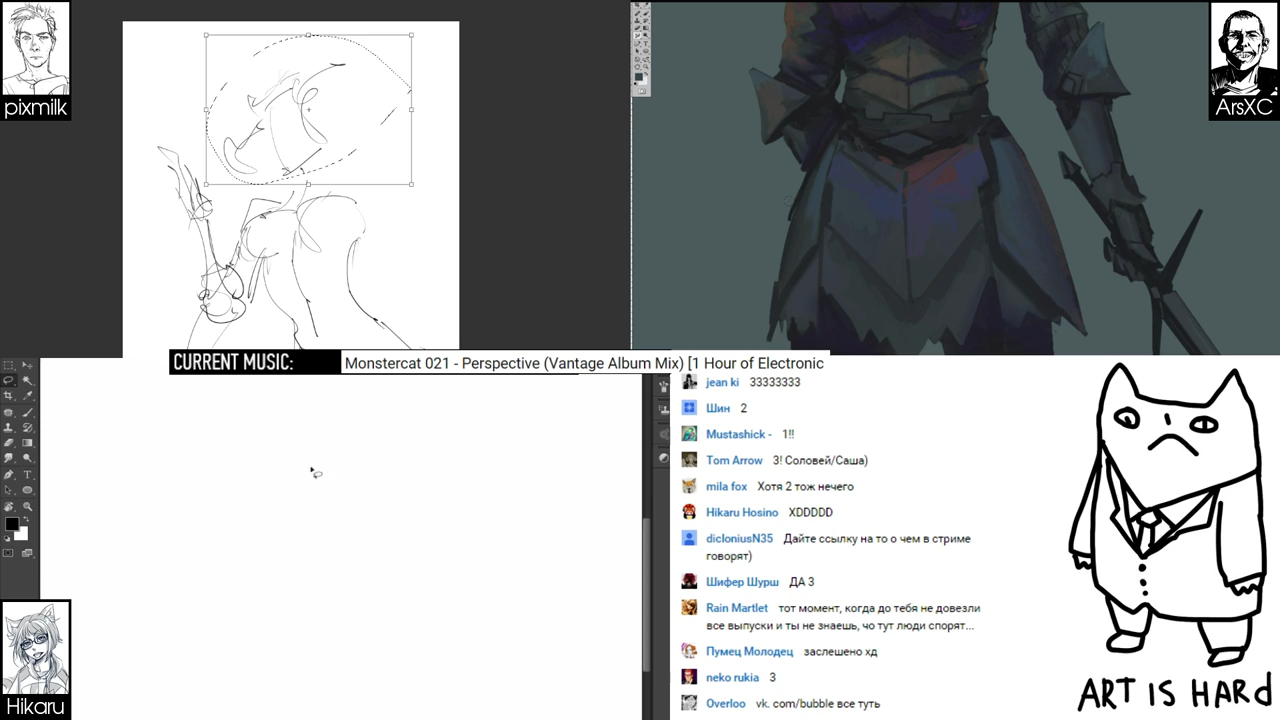 pixmilk
ArsXC
CURRENT MUSIC: Monstercat 021 - Perspective (Vantage Album Mix) [1 Hour of Electronic
jean ki 33333333
Шин 2
Mustashick - 1!!
Tom Arrow 3! Соловей/Саша)
mila fox Хотя 2 тож нечего
Hikaru Hosino XDDDDD
dicloniusN35 Дайте ссылку на то о чем в стриме
говорят)
Шифер Шурш ДА 3
Rain Martlet тот момент, когда до тебя не довезли
все выпуски и ты не знаешь, чо тут люди спорят...
Пумец Молодец заслешено хд
neko rukia 3
Overloo vk. com/bubble все туть
Hikaru
ART IS HARd